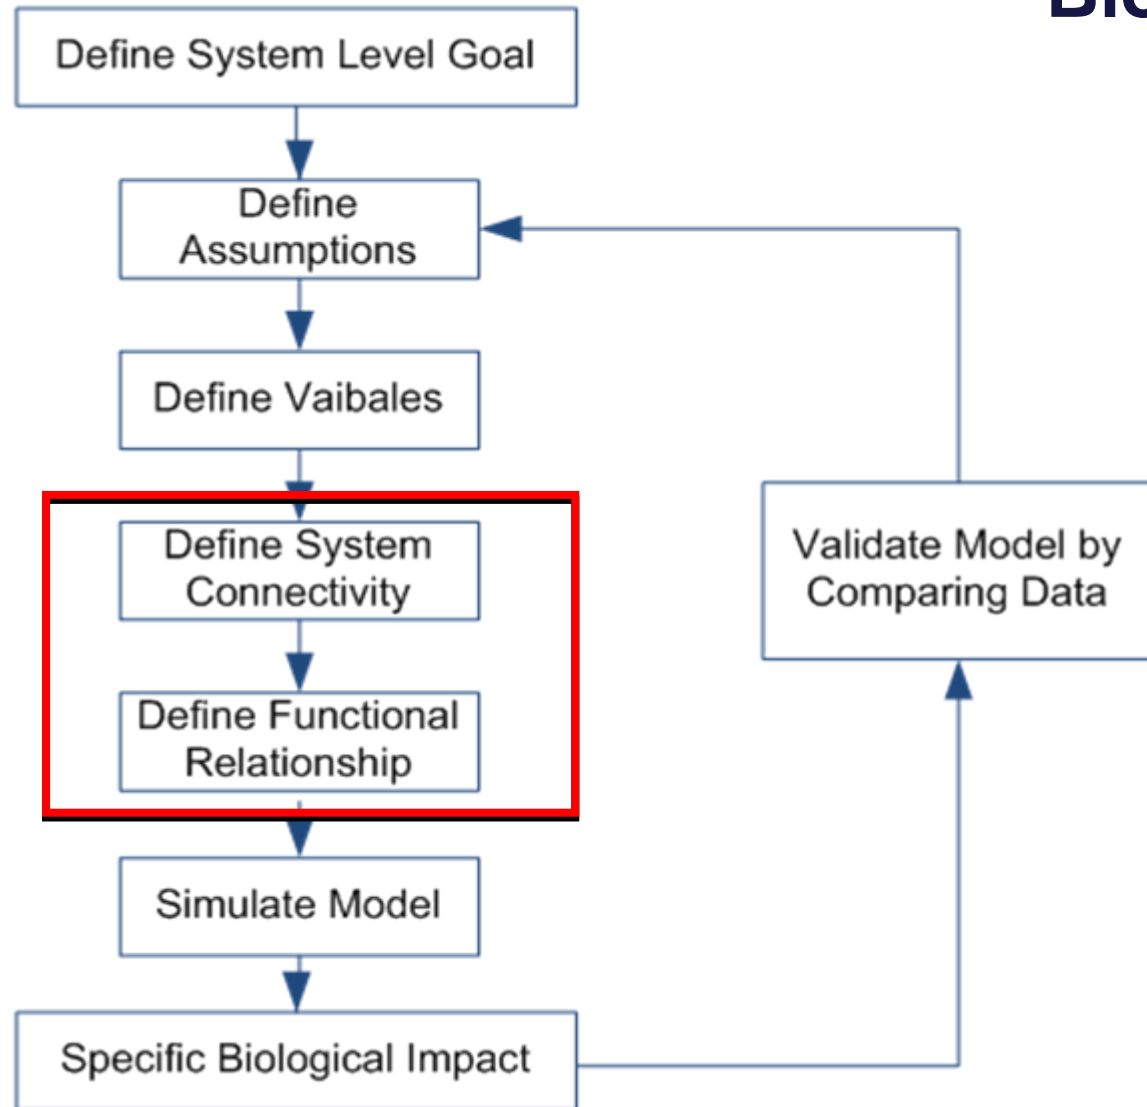 Define System Level Goal
Define
Assumptions
Define Vaibales
Define System
Connectivity
Define Functional
Relationship
Simulate Model
Specific Biological Impact
Validate Model by
Comparing Data